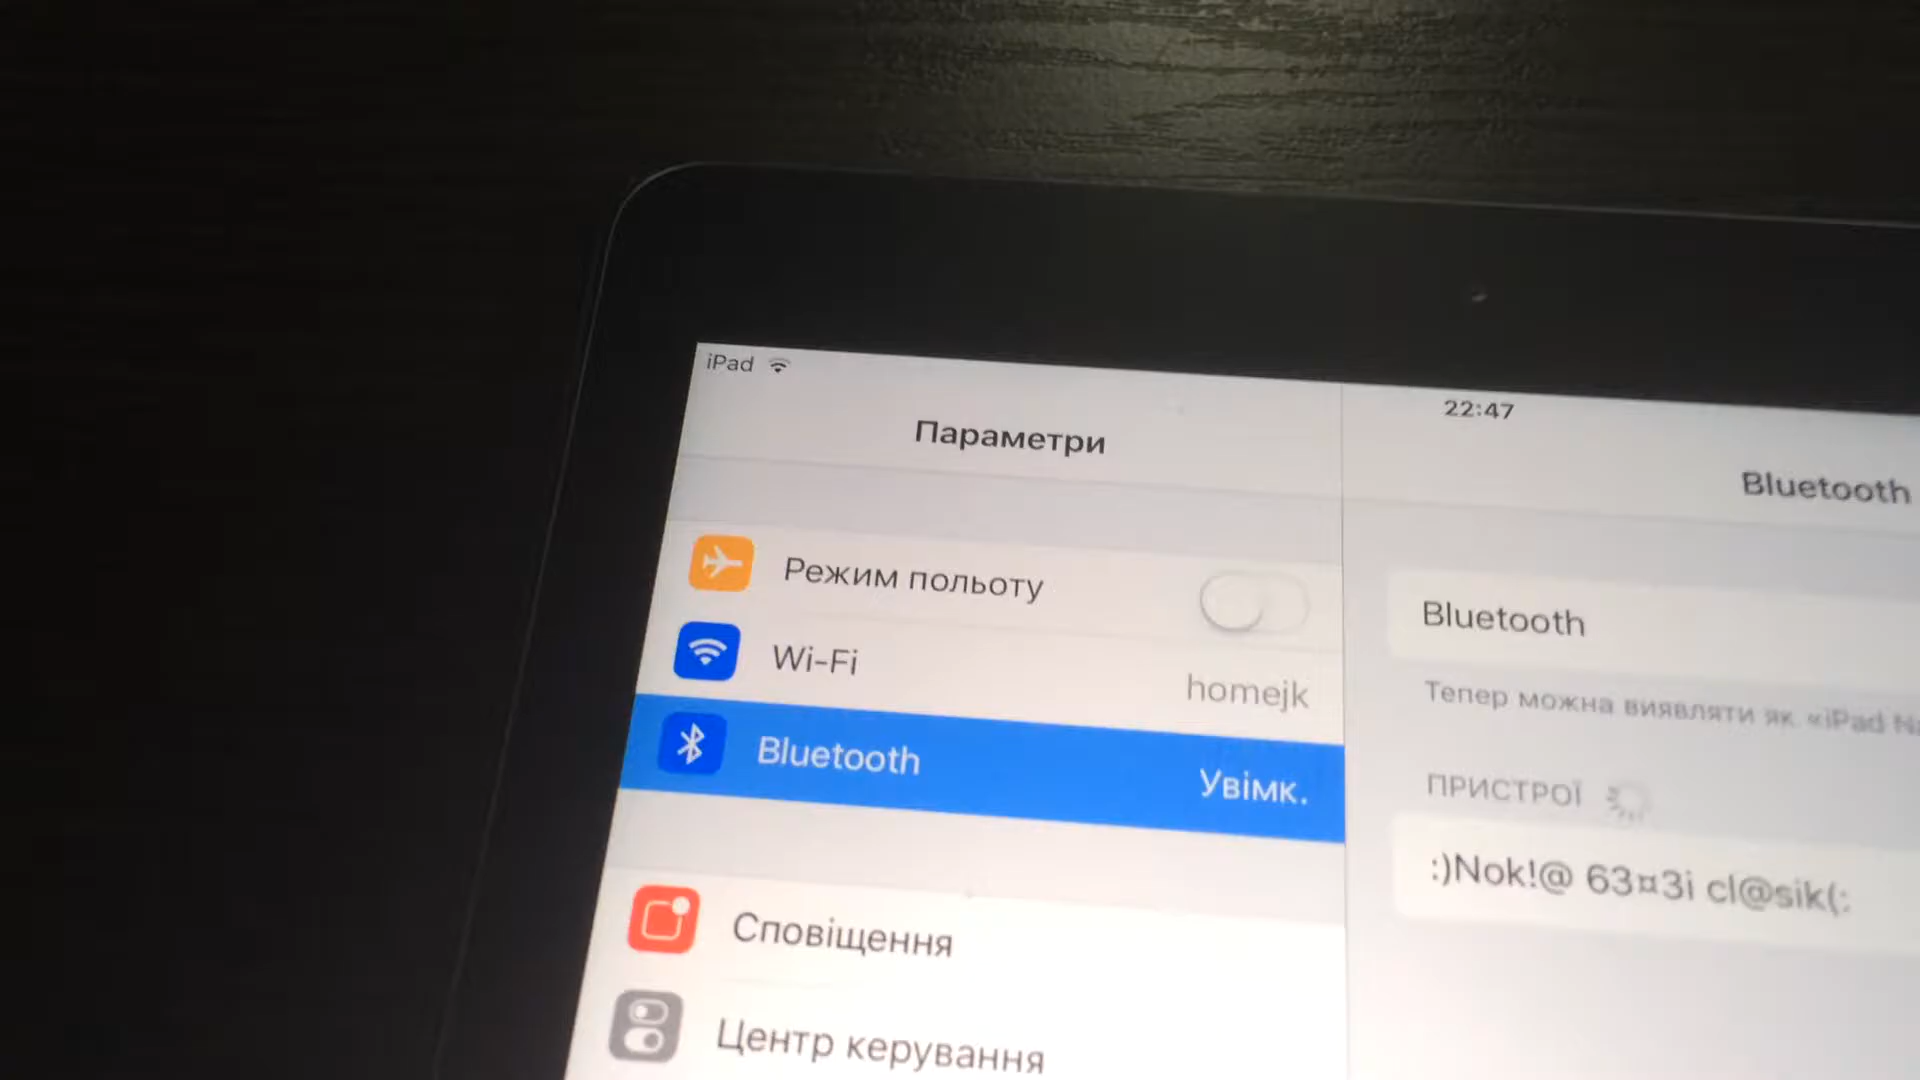 iPad
22:47
Параметри
Режим польоту
Wi-Fi
homejk
Bluetooth
Увімк.
Сповіщення
Центр керування
Bluetooth
Bluetooth
Тепер можна виявляти як «iPad
ПРИСТРОЇ
:)Nok!@ 63¤3i cl@sik(: